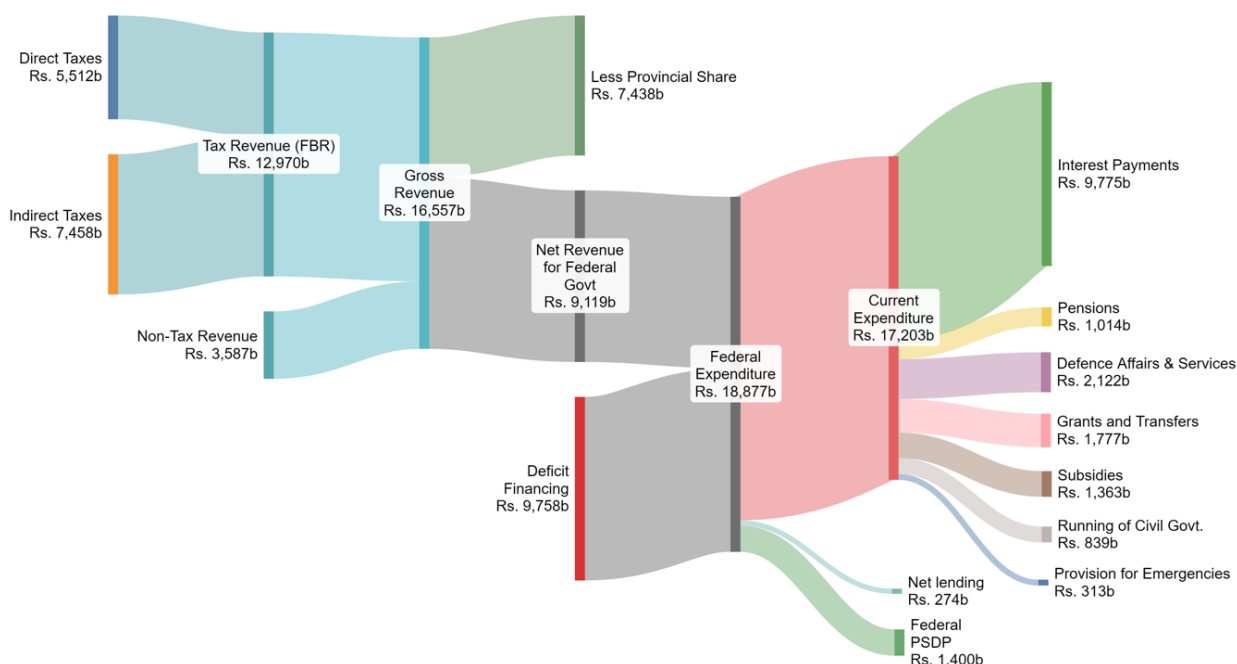 Direct Taxes
Rs. 5,512b
Indirect Taxes
Rs. 7,458b
Tax Revenue (FBR)
Rs. 12,970b
Non-Tax Revenue
Rs. 3,587b
Gross
Revenue
Rs. 16,557b
Less Provincial Share
Rs. 7,438b
Net Revenue
for Federal
Govt
Rs. 9,119b
Deficit
Financing
Rs. 9,758b
Federal
Expenditure
Rs. 18,877b
Current
Expenditure
Rs. 17,203b
Net lending
Rs. 274b
Federal
PSDP
Rs. 1,400b
Interest Payments
Rs. 9,775b
Pensions
Rs. 1,014b
Defence Affairs & Services
Rs. 2,122b
Grants and Transfers
Rs. 1,777b
Subsidies
Rs. 1,363b
Running of Civil Govt.
Rs. 839b
Provision for Emergencies
Rs. 313b